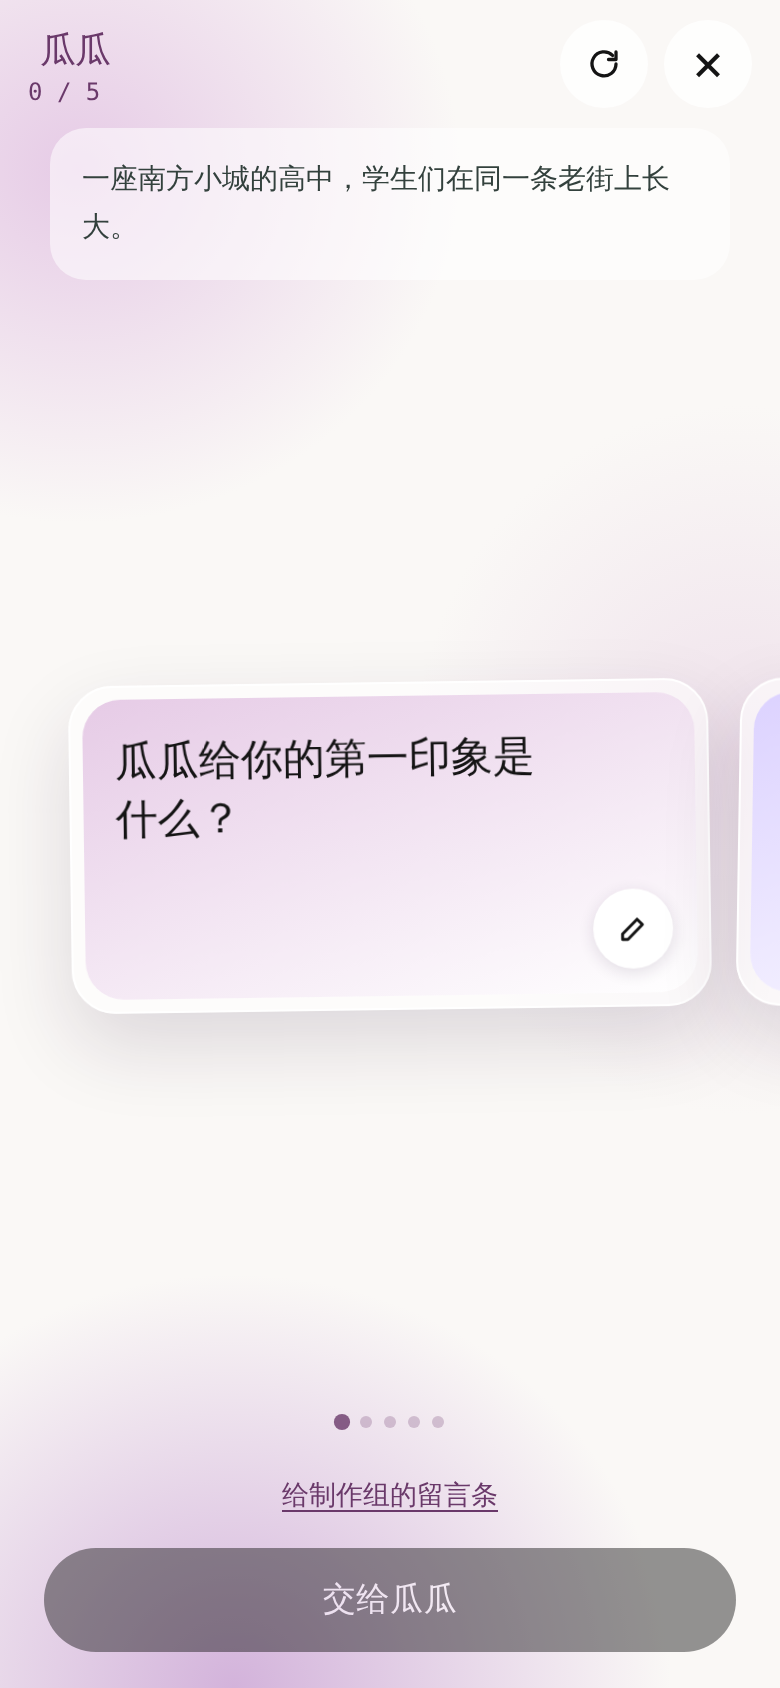 瓜瓜
0 / 5
一座南方小城的高中，学生们在同一条老街上长
大。
瓜瓜给你的第一印象是
什么？
给制作组的留言条
交给瓜瓜